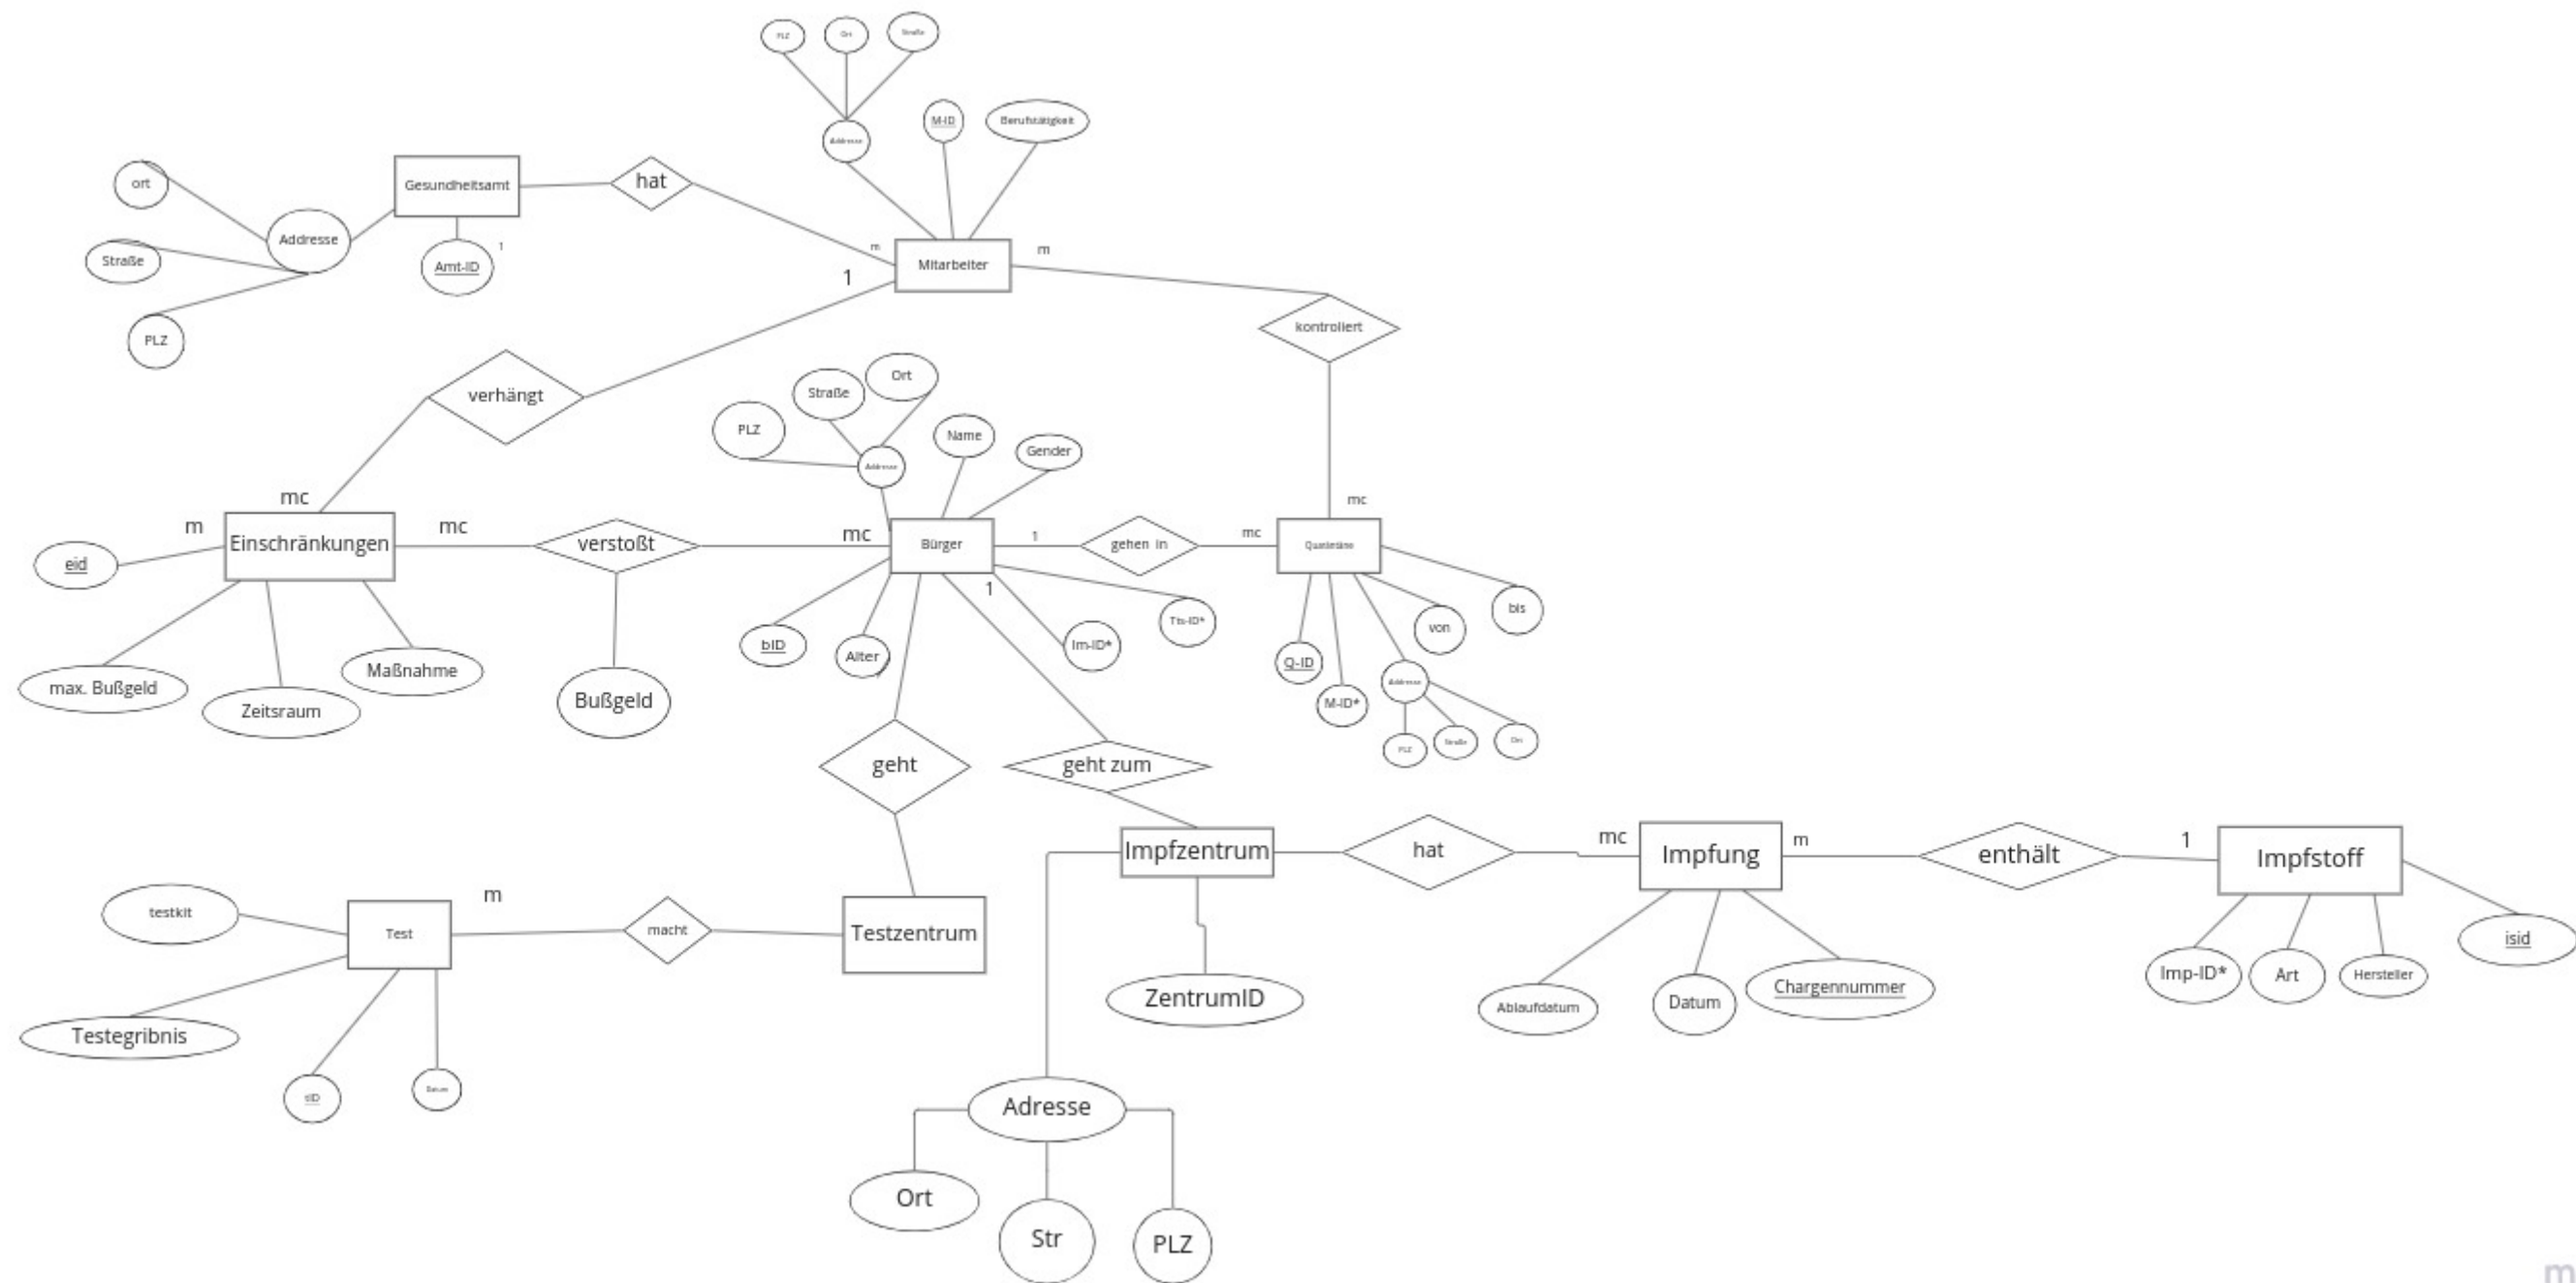 PLZ
Ort
Straße
Addresse
M-ID
Berufstätigkeit
ort
Straße
PLZ
Addresse
Gesundheitsamt
Amt-ID
1
hat
m
Mitarbeiter
m
1
kontroliert
verhängt
PLZ
Straße
Ort
Addresse
Name
Gender
mc
m
eid
Einschränkungen
mc
verstoßt
mc
Bürger
1
gehen in
mc
mc
Quarintäne
max. Bußgeld
Zeitsraum
Maßnahme
Bußgeld
bID
Alter
1
Im-ID*
Tts-ID*
Q-ID
M-ID*
Addresse
von
bis
PLZ
Straße
Ort
geht
geht zum
testkit
Test
m
macht
Testzentrum
Testegribnis
tID
Datum
Impfzentrum
hat
mc
Impfung
m
enthält
1
Impfstoff
ZentrumID
Ablaufdatum
Datum
Chargennummer
Imp-ID*
Art
Hersteller
isid
Adresse
Ort
Str
PLZ
m